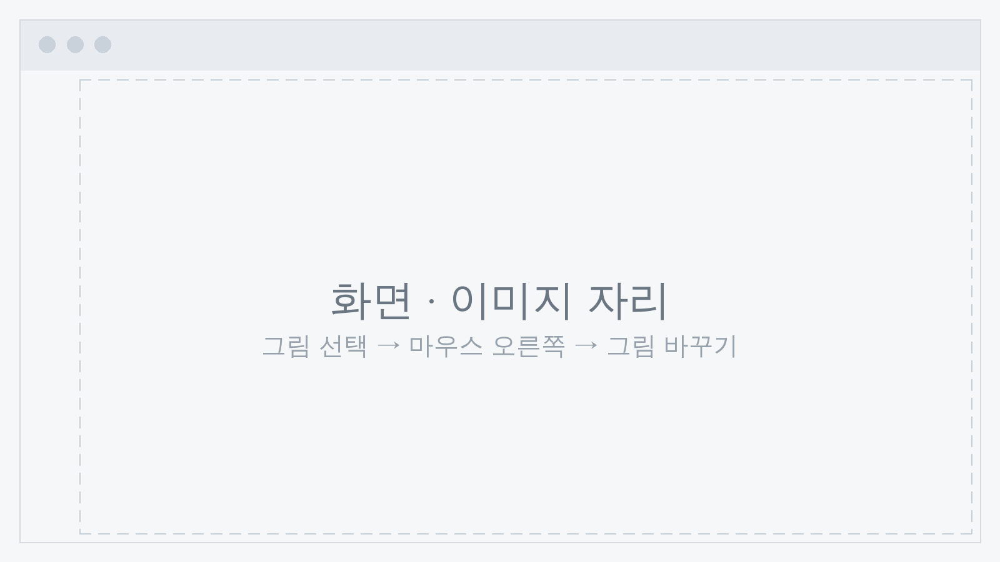 화면 · 이미지 자리
그림 선택 → 마우스 오른쪽 → 그림 바꾸기